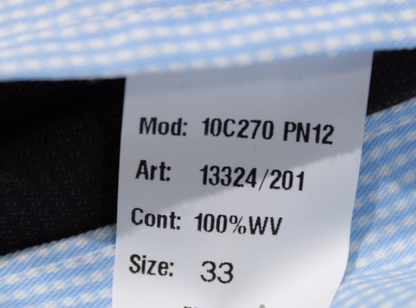 Mod: 10C270 PN12
Art: 13324/201
Cont: 100%WV
Size: 33